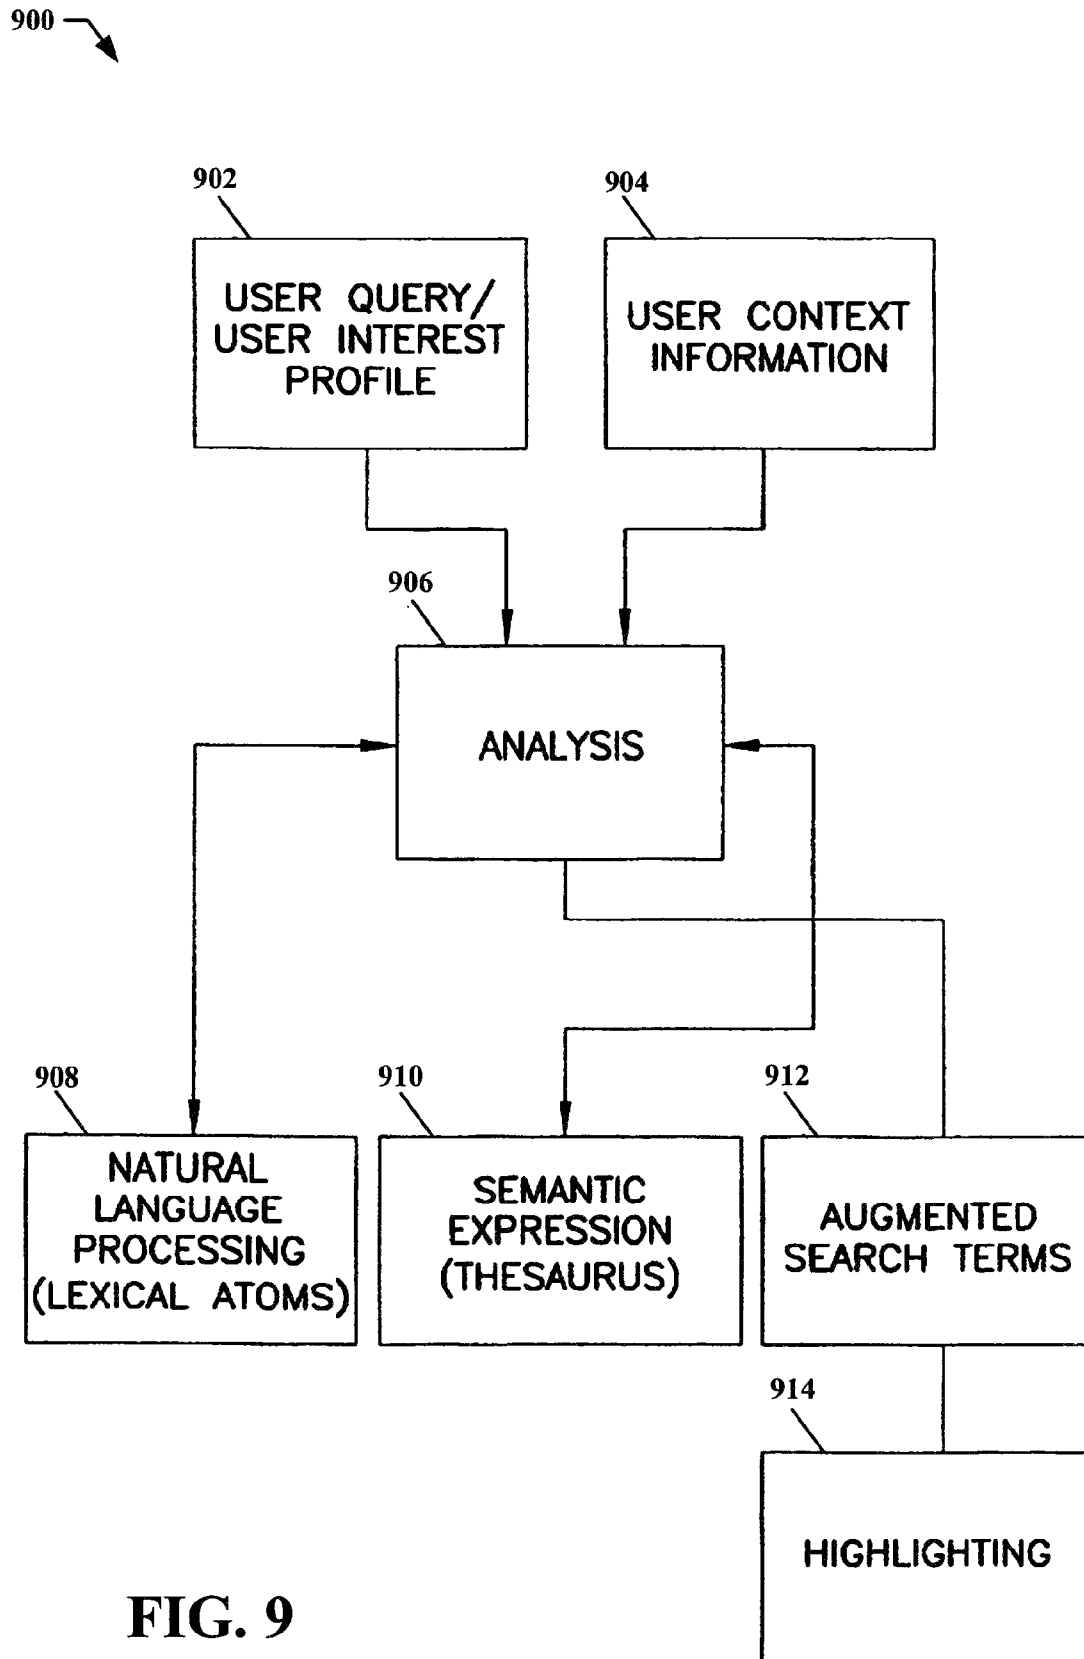 900
902
904
USER QUERY/
USER INTEREST
PROFILE
USER CONTEXT
INFORMATION
906
ANALYSIS
908
910
912
NATURAL
LANGUAGE
PROCESSING
(LEXICAL ATOMS)
SEMANTIC
EXPRESSION
(THESAURUS)
AUGMENTED
SEARCH TERMS
914
HIGHLIGHTING
FIG. 9